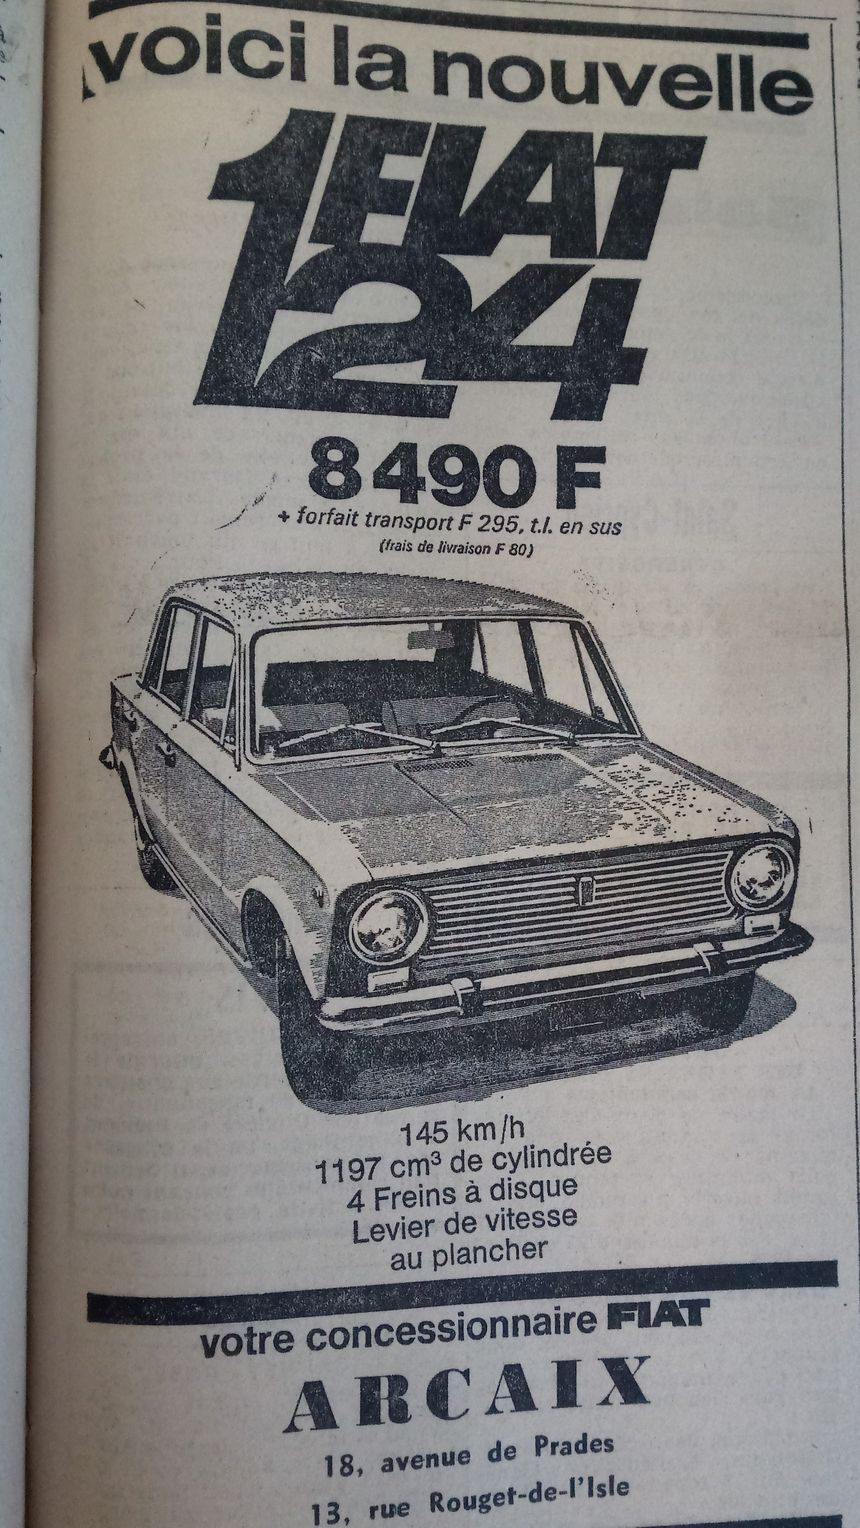 voici la nouvelle
FIAT
124
8490 F
+ forfait transport F 295, t.l. en sus
(frais de livraison F 80)
145 km/h
1197 cm³ de cylindrée
4 Freins à disque
Levier de vitesse
au plancher
votre concessionnaire FIAT
ARCAIX
18, avenue de Prades
13, rue Rouget-de-l'Isle